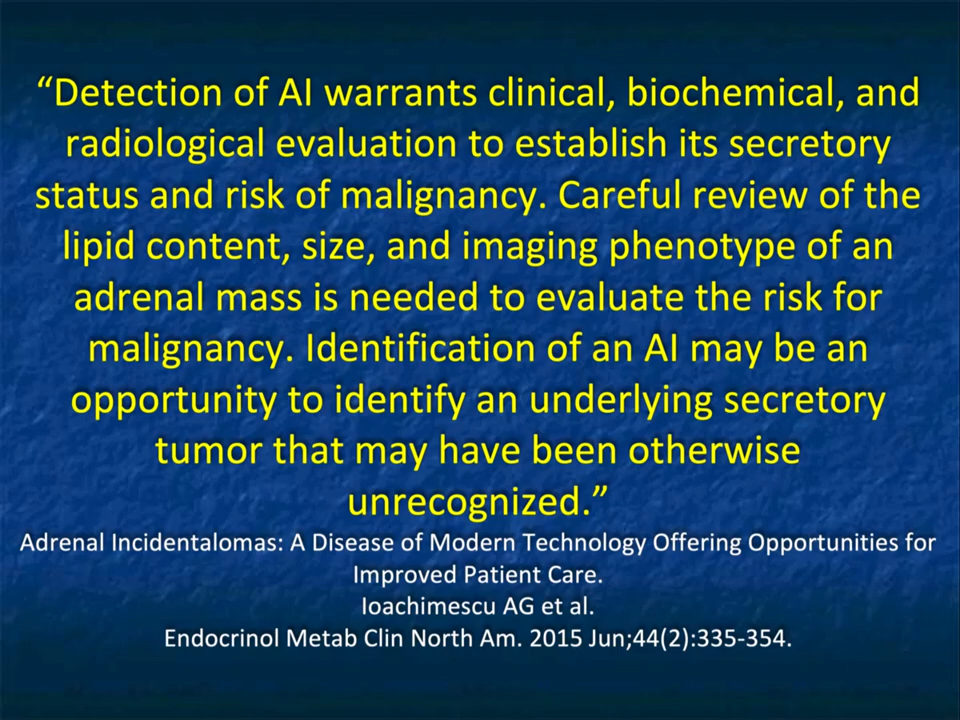 “Detection of AI warrants clinical, biochemical, and
radiological evaluation to establish its secretory
status and risk of malignancy. Careful review of the
lipid content, size, and imaging phenotype of an
adrenal mass is needed to evaluate the risk for
malignancy. Identification of an AI may be an
opportunity to identify an underlying secretory
tumor that may have been otherwise
unrecognized.”
Adrenal Incidentalomas: A Disease of Modern Technology Offering Opportunities for
Improved Patient Care.
Ioachimescu AG et al.
Endocrinol Metab Clin North Am. 2015 Jun;44(2):335-354.